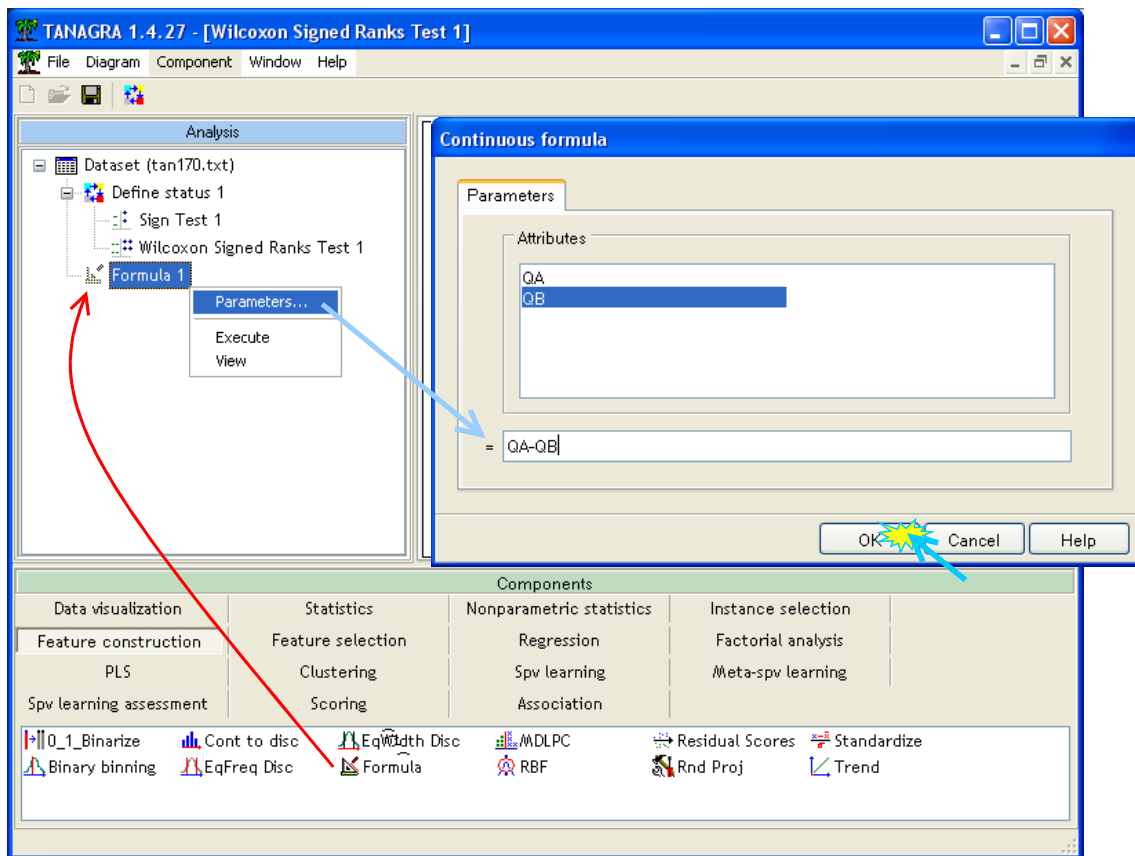 TANAGRA 1.4.27 - [Wilcoxon Signed Ranks Test 1]
File Diagram Component Window Help
Analysis
Dataset (tan170.txt)
Define status 1
Sign Test 1
Wilcoxon Signed Ranks Test 1
Formula 1
Parameters...
Execute
View
Continuous formula
Parameters
Attributes
QA
QB
= QA-QB
OK Cancel Help
Components
Data visualization Statistics Nonparametric statistics Instance selection
Feature construction Feature selection Regression Factorial analysis
PLS Clustering Spv learning Meta-spv learning
Spv learning assessment Scoring Association
0_1_Binarize Cont to disc EqWidth Disc MDLPC Residual Scores Standardize
Binary binning EqFreq Disc Formula RBF Rnd Proj Trend